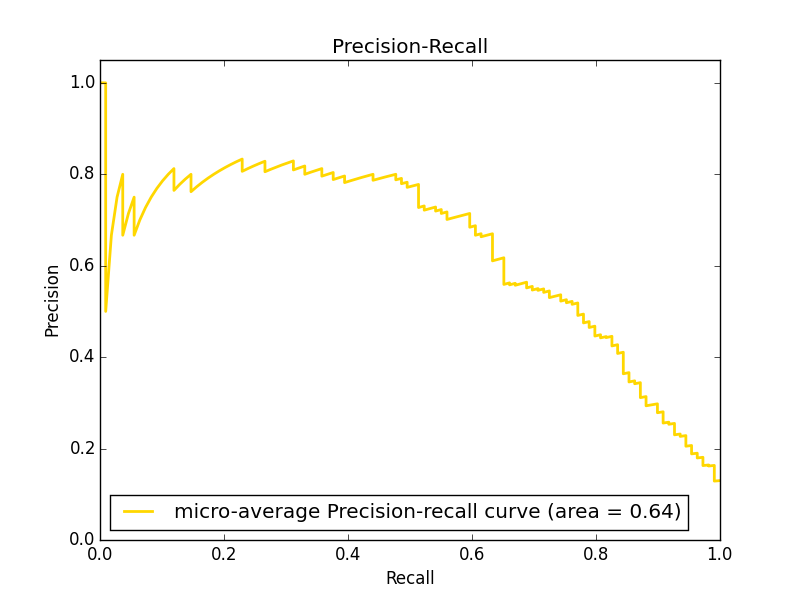 Precision-Recall
1.0
0.8
0.6
0.4
0.2
0.0
Precision
micro-average Precision-recall curve (area = 0.64)
0.0 0.2 0.4 0.6 0.8 1.0
Recall